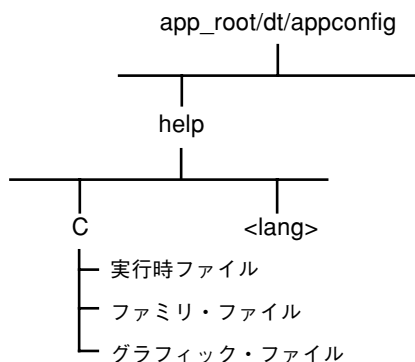 app_root/dt/appconfig
help
C
<lang>
実行時ファイル
ファミリ・ファイル
グラフィック・ファイル